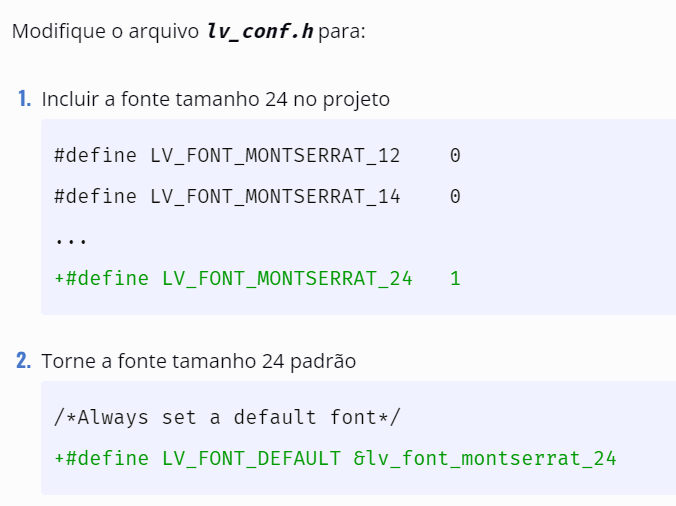 Modifique o arquivo lv_conf.h para:
1. Incluir a fonte tamanho 24 no projeto
#define LV_FONT_MONTSERRAT_12    0
#define LV_FONT_MONTSERRAT_14    0
...
+#define LV_FONT_MONTSERRAT_24   1
2. Torne a fonte tamanho 24 padrão
/*Always set a default font*/
+#define LV_FONT_DEFAULT &lv_font_montserrat_24